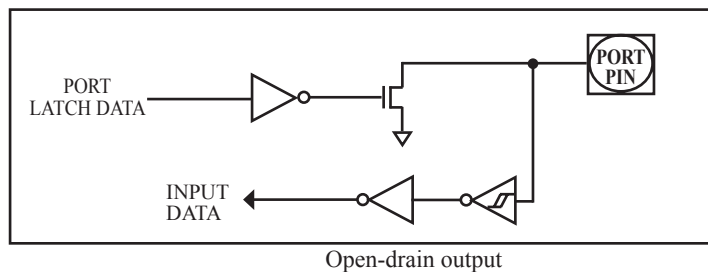 PORT
LATCH DATA
PORT
PIN
INPUT
DATA
Open-drain output